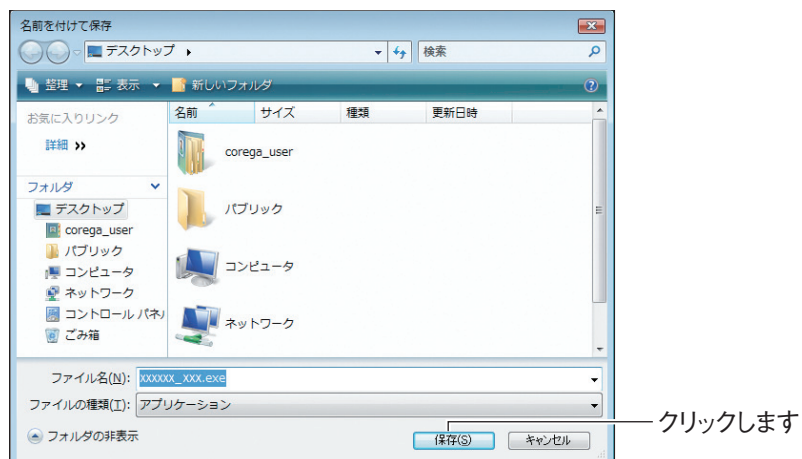 名前を付けて保存
デスクトップ
検索
整理 表示 新しいフォルダ
お気に入りリンク
詳細 »
フォルダ
デスクトップ
corega_user
パブリック
コンピュータ
ネットワーク
コントロール パネル
ごみ箱
名前 サイズ 種類 更新日時
corega_user
パブリック
コンピュータ
ネットワーク
ファイル名(N): xxxxxx_xxx.exe
ファイルの種類(T): アプリケーション
フォルダの非表示
保存(S) キャンセル
クリックします